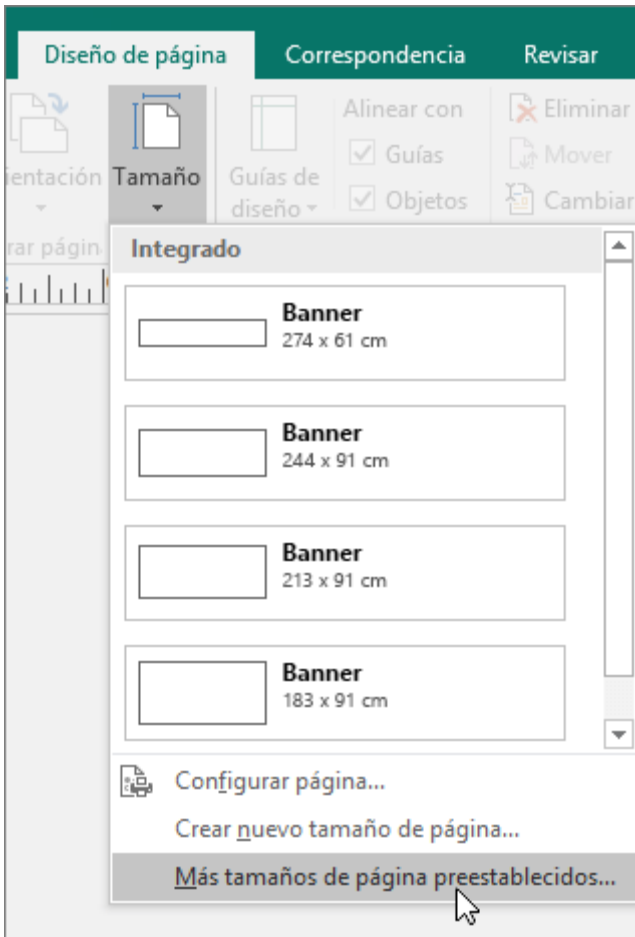 Diseño de página Correspondencia Revisar
ientación Tamaño Guías de diseño Alinear con Eliminar
Guías Mover
Objetos Cambiar
rar págin
Integrado
Banner
274 x 61 cm
Banner
244 x 91 cm
Banner
213 x 91 cm
Banner
183 x 91 cm
Configurar página...
Crear nuevo tamaño de página...
Más tamaños de página preestablecidos...